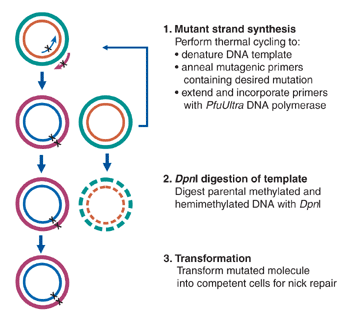 1. Mutant strand synthesis
Perform thermal cycling to:
• denature DNA template
• anneal mutagenic primers
containing desired mutation
• extend and incorporate primers
with PfuUltra DNA polymerase
2. DpnI digestion of template
Digest parental methylated and
hemimethylated DNA with DpnI
3. Transformation
Transform mutated molecule
into competent cells for nick repair